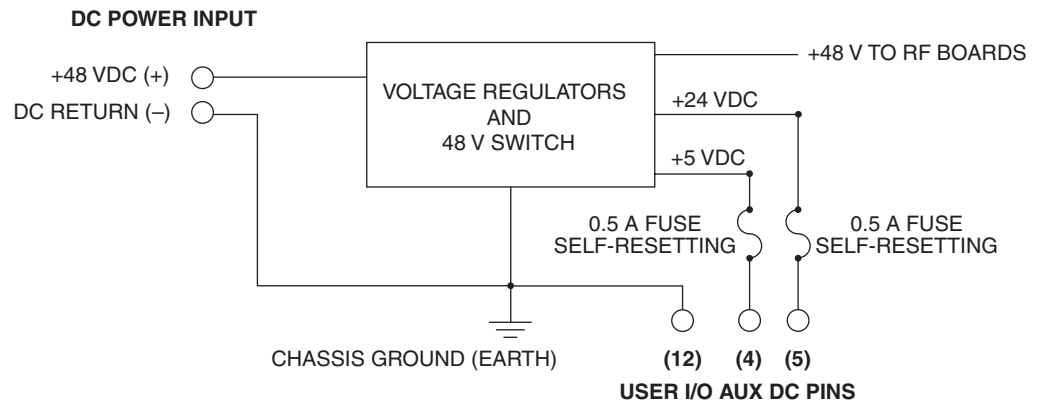 DC POWER INPUT
+48 VDC (+)
DC RETURN (–)
VOLTAGE REGULATORS
AND
48 V SWITCH
+48 V TO RF BOARDS
+24 VDC
+5 VDC
0.5 A FUSE
SELF-RESETTING
0.5 A FUSE
SELF-RESETTING
CHASSIS GROUND (EARTH)
(12) (4) (5)
USER I/O AUX DC PINS